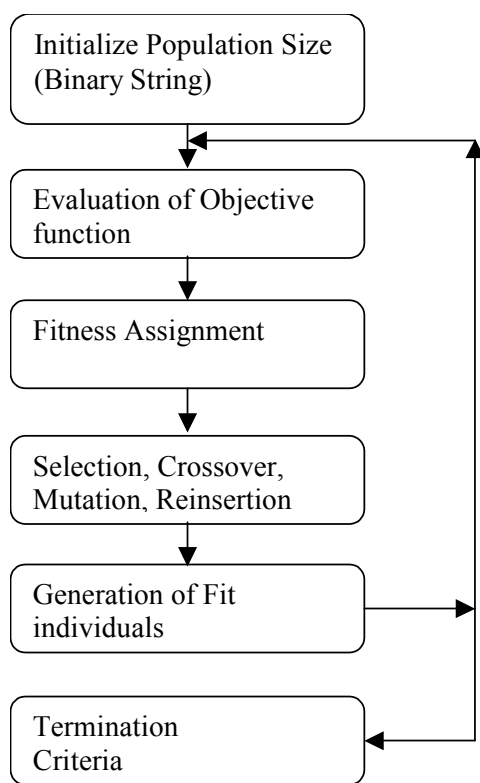 Initialize Population Size
(Binary String)
Evaluation of Objective
function
Fitness Assignment
Selection, Crossover,
Mutation, Reinsertion
Generation of Fit
individuals
Termination
Criteria